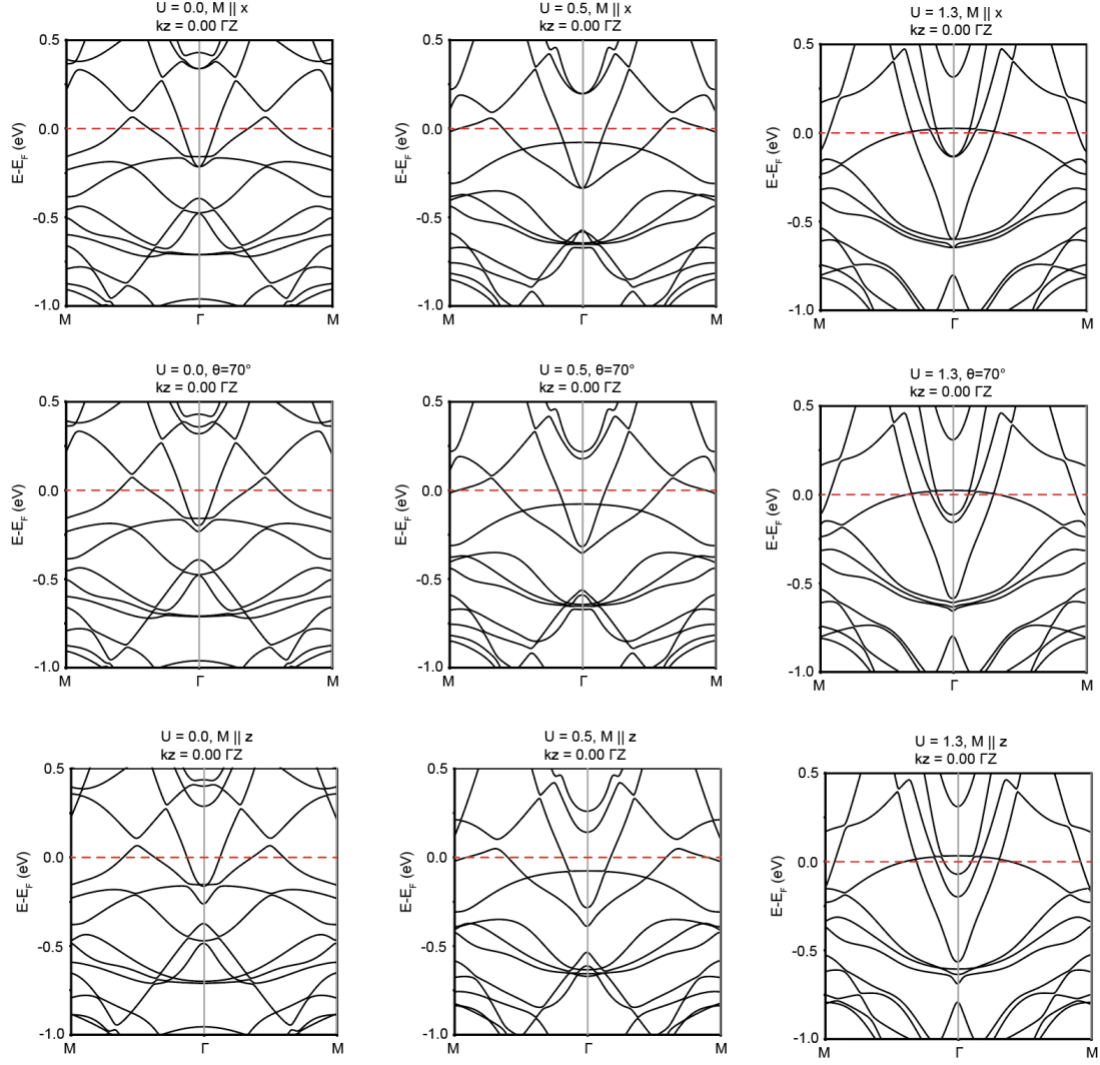 U = 0.0, M || x
kz = 0.00 ΓZ
0.5
0.0
-0.5
-1.0
E-E_F (eV)
M
Γ
M
U = 0.5, M || x
kz = 0.00 ΓZ
0.5
0.0
-0.5
-1.0
E-E_F (eV)
M
Γ
M
U = 1.3, M || x
kz = 0.00 ΓZ
0.5
0.0
-0.5
-1.0
E-E_F (eV)
M
Γ
M
U = 0.0, θ=70°
kz = 0.00 ΓZ
0.5
0.0
-0.5
-1.0
E-E_F (eV)
M
Γ
M
U = 0.5, θ=70°
kz = 0.00 ΓZ
0.5
0.0
-0.5
-1.0
E-E_F (eV)
M
Γ
M
U = 1.3, θ=70°
kz = 0.00 ΓZ
0.5
0.0
-0.5
-1.0
E-E_F (eV)
M
Γ
M
U = 0.0, M || z
kz = 0.00 ΓZ
0.5
0.0
-0.5
-1.0
E-E_F (eV)
M
Γ
M
U = 0.5, M || z
kz = 0.00 ΓZ
0.5
0.0
-0.5
-1.0
E-E_F (eV)
M
Γ
M
U = 1.3, M || z
kz = 0.00 ΓZ
0.5
0.0
-0.5
-1.0
E-E_F (eV)
M
Γ
M